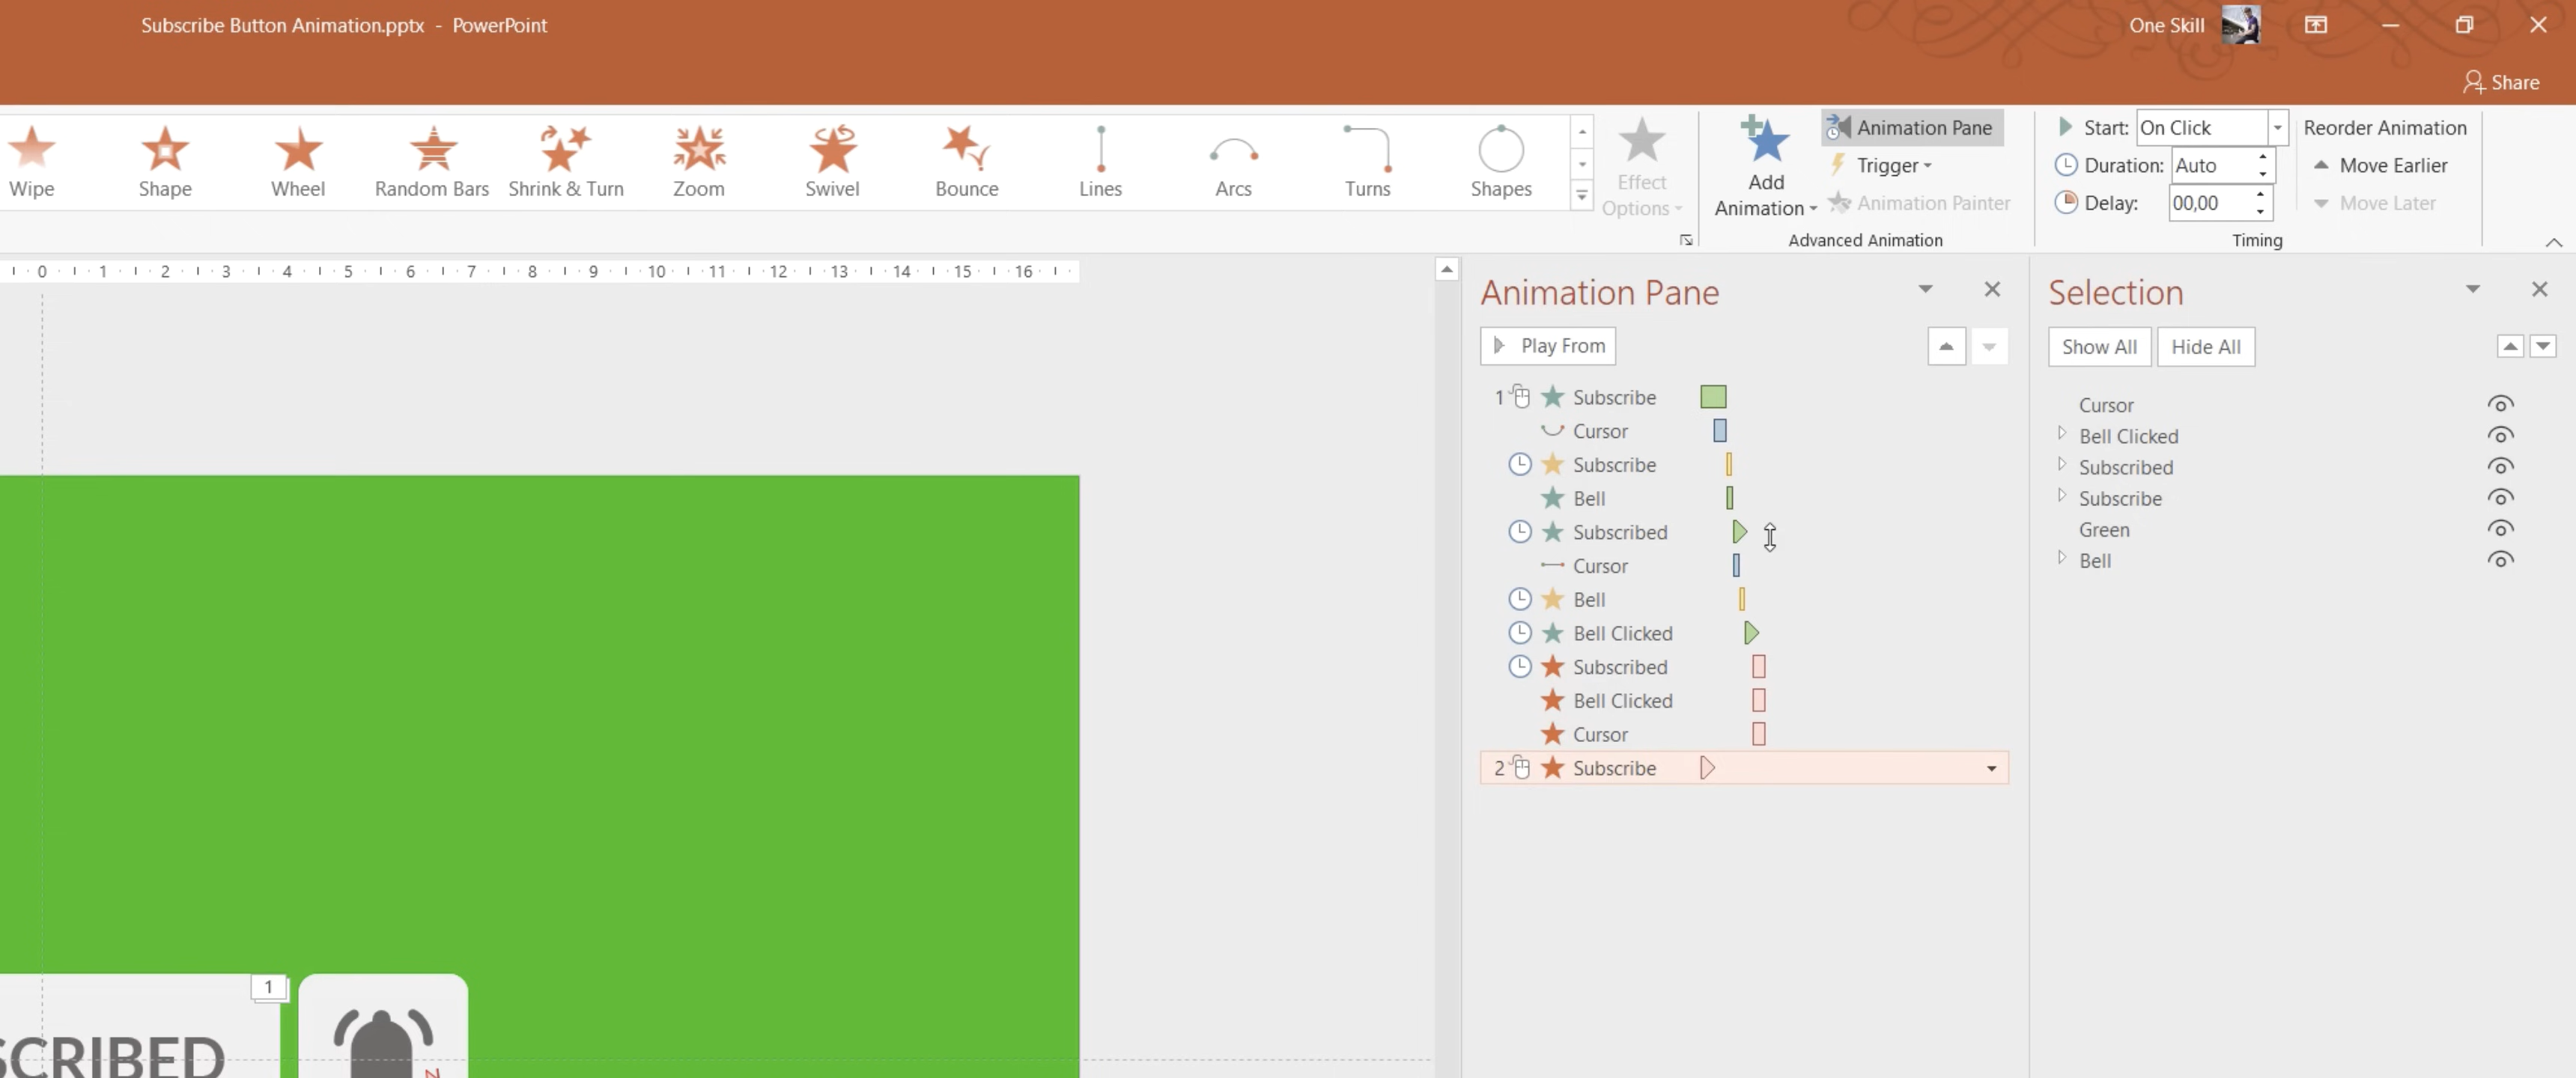 Subscribe Button Animation.pptx - PowerPoint
One Skill
Share
Wipe
Shape
Wheel
Random Bars
Shrink & Turn
Zoom
Swivel
Bounce
Lines
Arcs
Turns
Shapes
Effect
Options
Add
Animation
Animation Pane
Trigger
Animation Painter
Advanced Animation
Start: On Click
Duration: Auto
Delay: 00,00
Reorder Animation
Move Earlier
Move Later
Timing
0 1 2 3 4 5 6 7 8 9 10 11 12 13 14 15 16
Animation Pane
Play From
1 Subscribe
Cursor
Subscribe
Bell
Subscribed
Cursor
Bell
Bell Clicked
Subscribed
Bell Clicked
Cursor
2 Subscribe
Selection
Show All
Hide All
Cursor
Bell Clicked
Subscribed
Subscribe
Green
Bell
1
SCRIBED